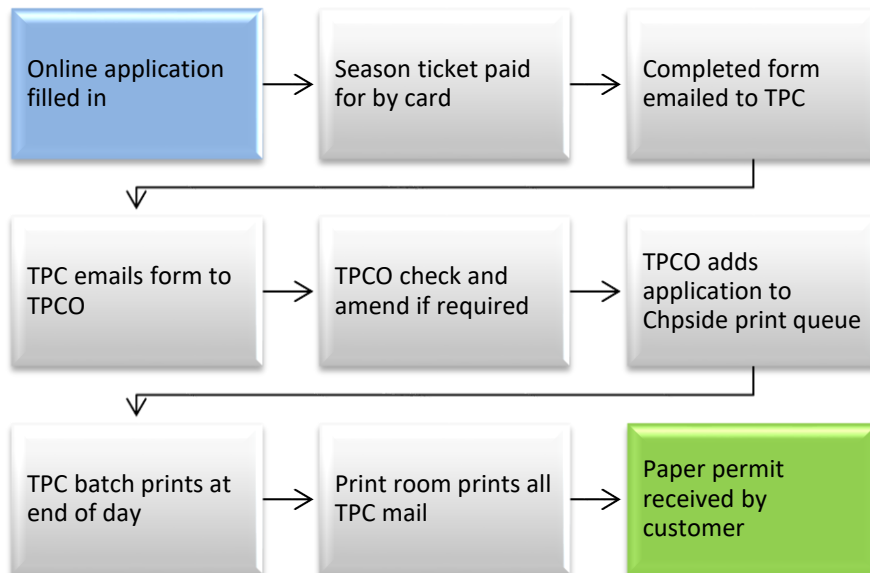 Online application
filled in
Season ticket paid
for by card
Completed form
emailed to TPC
TPC emails form to
TPCO
TPCO check and
amend if required
TPCO adds
application to
Chpside print queue
TPC batch prints at
end of day
Print room prints all
TPC mail
Paper permit
received by
customer